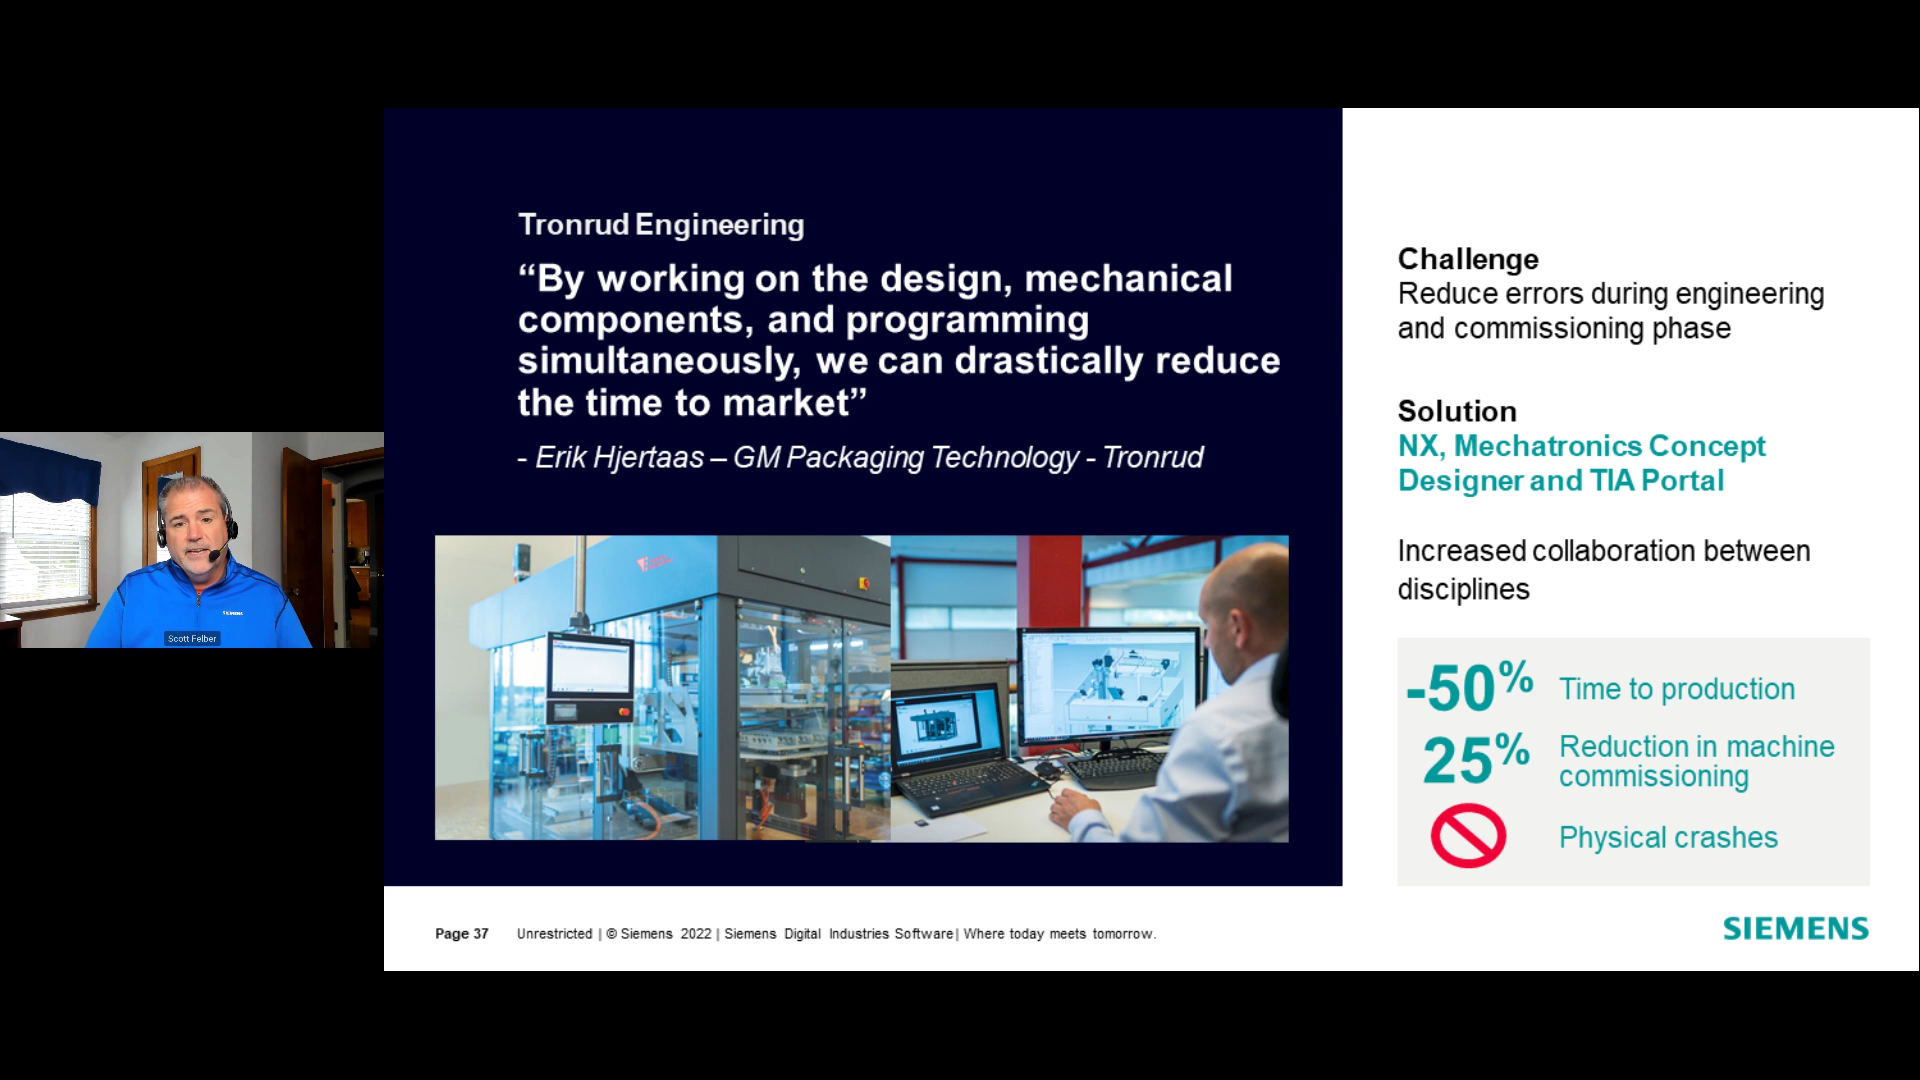 Tronrud Engineering
“By working on the design, mechanical
components, and programming
simultaneously, we can drastically reduce
the time to market”
- Erik Hjertaas – GM Packaging Technology - Tronrud
Challenge
Reduce errors during engineering
and commissioning phase
Solution
NX, Mechatronics Concept
Designer and TIA Portal
Increased collaboration between
disciplines
-50% Time to production
25% Reduction in machine
commissioning
Physical crashes
SIEMENS
Scott Felber
Page 37 Unrestricted | © Siemens 2022 | Siemens Digital Industries Software| Where today meets tomorrow.
SIEMENS